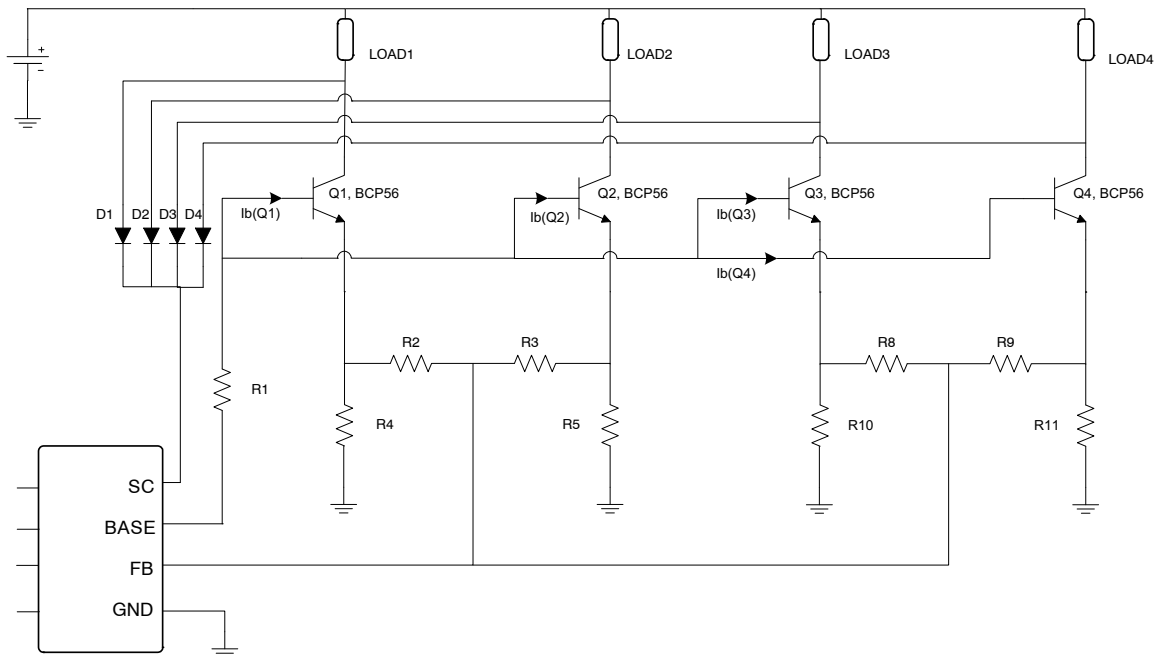 LOAD1
LOAD2
LOAD3
LOAD4
+
-
Q1, BCP56
Q2, BCP56
Q3, BCP56
Q4, BCP56
D1 D2 D3 D4
Ib(Q1)
Ib(Q2)
Ib(Q3)
Ib(Q4)
R2
R3
R8
R9
R1
R4
R5
R10
R11
SC
BASE
FB
GND